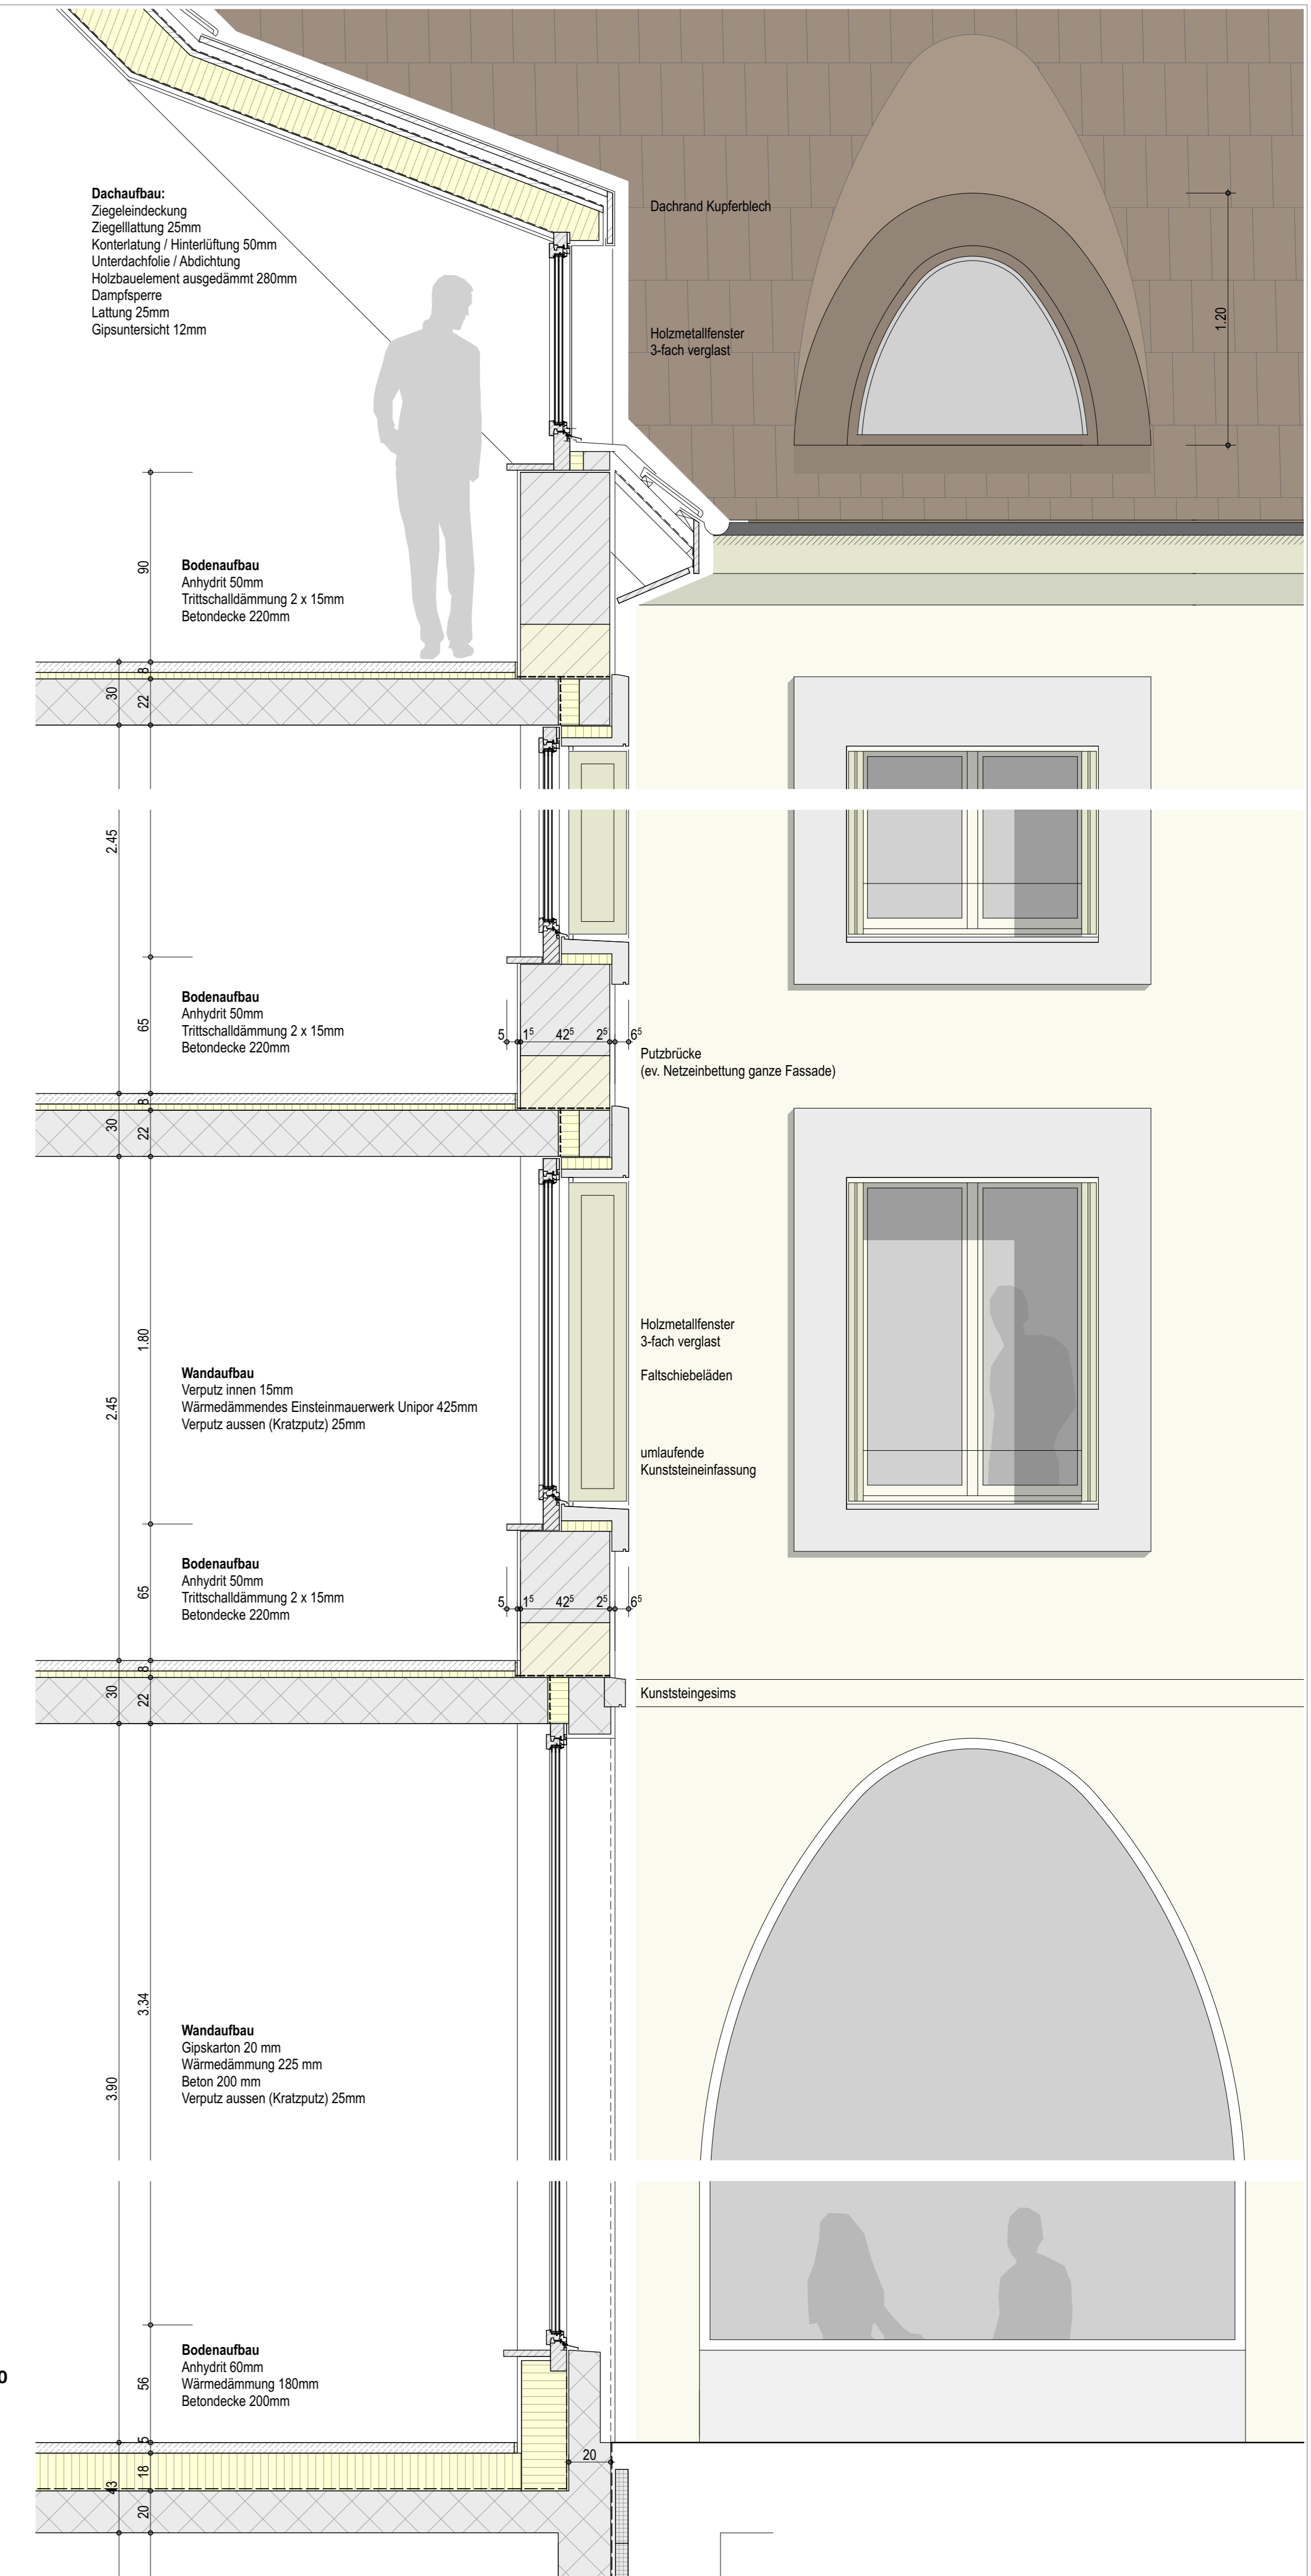 Dachaufbau:
Ziegeleindeckung
Ziegelllattung 25mm
Konterlatung / Hinterlüftung 50mm
Unterdachfolie / Abdichtung
Holzbauelement ausgedämmt 280mm
Dampfsperre
Lattung 25mm
Gipsuntersicht 12mm
Dachrand Kupferblech
Holzmetallfenster
3-fach verglast
1.20
90
Bodenaufbau
Anhydrit 50mm
Trittschalldämmung 2 x 15mm
Betondecke 220mm
30
8
22
2.45
65
Bodenaufbau
Anhydrit 50mm
Trittschalldämmung 2 x 15mm
Betondecke 220mm
5 1⁵ 42⁵ 2⁵ 6⁵
Putzbrücke
(ev. Netzeinbettung ganze Fassade)
30
8
22
1.80
2.45
Wandaufbau
Verputz innen 15mm
Wärmedämmendes Einsteinmauerwerk Unipor 425mm
Verputz aussen (Kratzputz) 25mm
Holzmetallfenster
3-fach verglast
Faltschiebeläden
umlaufende
Kunststeineinfassung
65
Bodenaufbau
Anhydrit 50mm
Trittschalldämmung 2 x 15mm
Betondecke 220mm
5 1⁵ 42⁵ 2⁵ 6⁵
30
8
22
Kunststeingesims
3.34
3.90
Wandaufbau
Gipskarton 20 mm
Wärmedämmung 225 mm
Beton 200 mm
Verputz aussen (Kratzputz) 25mm
56
Bodenaufbau
Anhydrit 60mm
Wärmedämmung 180mm
Betondecke 200mm
0
5
18
43
20
20